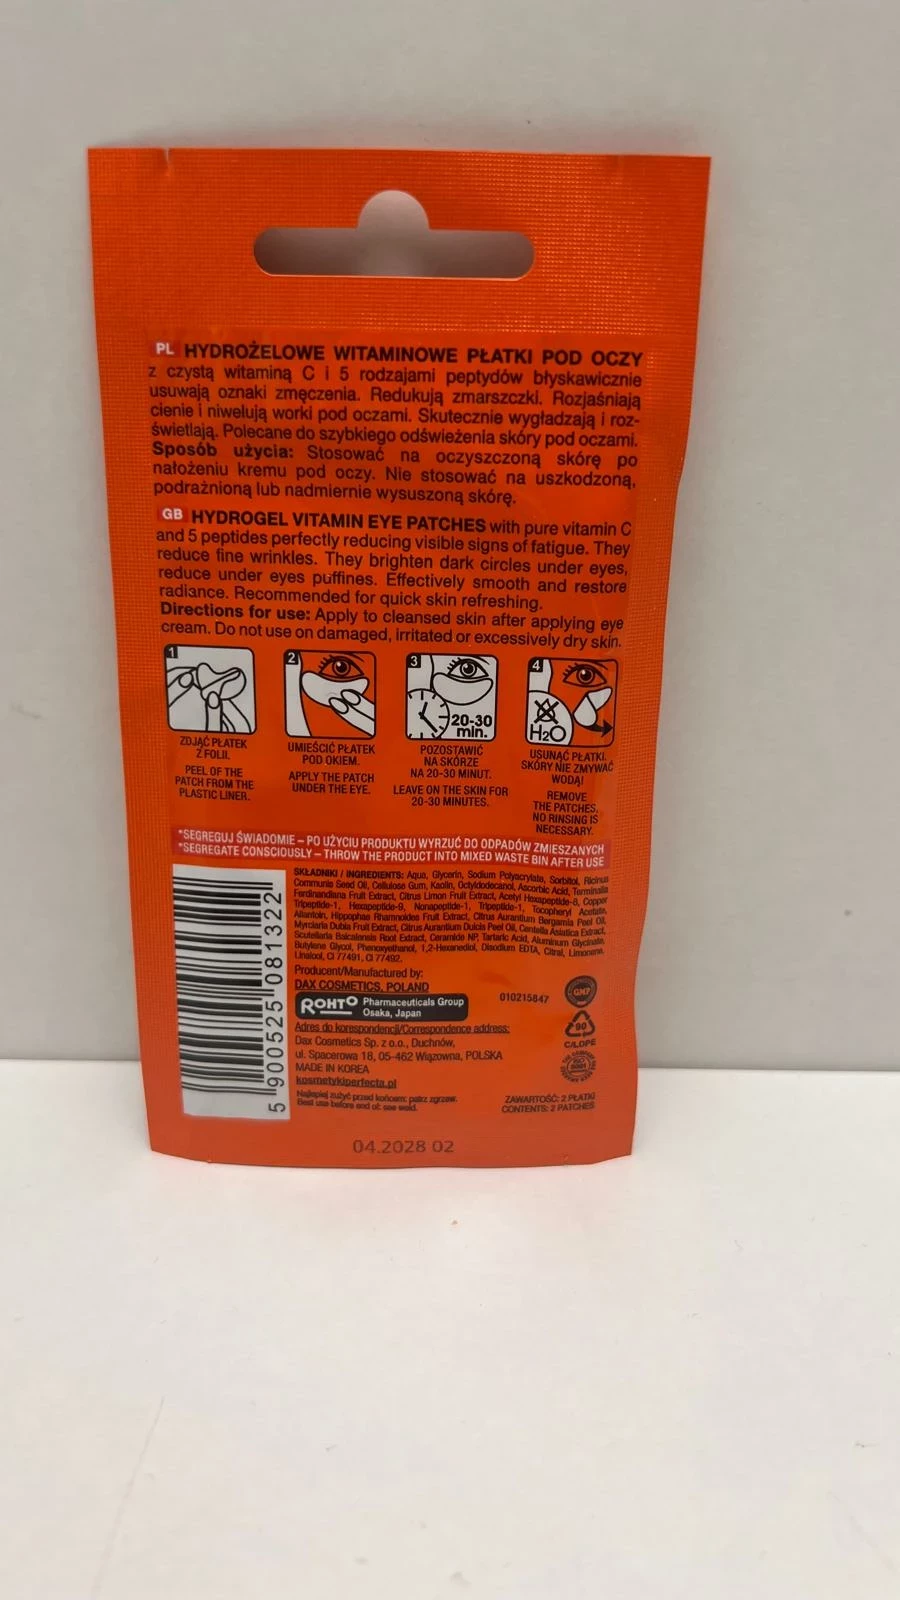 PL HYDROŻELOWE WITAMINOWE PŁATKI POD OCZY
z czystą witaminą C i 5 rodzajami peptydów błyskawicznie
usuwają oznaki zmęczenia. Redukują zmarszczki. Rozjaśniają
cienie i niwelują worki pod oczami. Skutecznie wygładzają i roz-
świetlają. Polecane do szybkiego odświeżenia skóry pod oczami.
Sposób użycia: Stosować na oczyszczoną skórę po
nałożeniu kremu pod oczy. Nie stosować na uszkodzoną,
podrażnioną lub nadmiernie wysuszoną skórę.
GB HYDROGEL VITAMIN EYE PATCHES with pure vitamin C
and 5 peptides perfectly reducing visible signs of fatigue. They
reduce fine wrinkles. They brighten dark circles under eyes,
reduce under eyes puffines. Effectively smooth and restore
radiance. Recommended for quick skin refreshing.
Directions for use: Apply to cleansed skin after applying eye
cream. Do not use on damaged, irritated or excessively dry skin.
1
ZDJĄĆ PŁATEK
Z FOLII.
PEEL OF THE
PATCH FROM THE
PLASTIC LINER.
2
UMIEŚCIĆ PŁATEK
POD OKIEM.
APPLY THE PATCH
UNDER THE EYE.
3
20-30
min.
POZOSTAWIĆ
NA SKÓRZE
NA 20-30 MINUT.
LEAVE ON THE SKIN FOR
20-30 MINUTES.
4
H2O
USUNĄĆ PŁATKI.
SKÓRY NIE ZMYWAĆ
WODĄ!
REMOVE
THE PATCHES,
NO RINSING IS
NECESSARY.
*SEGREGUJ ŚWIADOMIE – PO UŻYCIU PRODUKTU WYRZUĆ DO ODPADÓW ZMIESZANYCH
*SEGREGATE CONSCIOUSLY – THROW THE PRODUCT INTO MIXED WASTE BIN AFTER USE
SKŁADNIKI / INGREDIENTS: Aqua, Glycerin, Sodium Polyacrylate, Sorbitol, Ricinus
Communis Seed Oil, Cellulose Gum, Kaolin, Octyldodecanol, Ascorbic Acid, Terminalia
Ferdinandiana Fruit Extract, Citrus Limon Fruit Extract, Acetyl Hexapeptide-8, Copper
Tripeptide-1, Hexapeptide-9, Nonapeptide-1, Tripeptide-1, Tocopheryl Acetate,
Allantoin, Hippophae Rhamnoides Fruit Extract, Citrus Aurantium Bergamia Peel Oil,
Myrciaria Dubia Fruit Extract, Citrus Aurantium Dulcis Peel Oil, Centella Asiatica Extract,
Scutellaria Baicalensis Root Extract, Ceramide NP, Tartaric Acid, Aluminum Glycinate,
Butylene Glycol, Phenoxyethanol, 1,2-Hexanediol, Disodium EDTA, Citral, Limonene,
Linalool, CI 77491, CI 77492.
Producent/Manufactured by:
DAX COSMETICS, POLAND
ROHTO Pharmaceuticals Group
Osaka, Japan
010215847
Adres do korespondencji/Correspondence address:
Dax Cosmetics Sp. z o.o., Duchnów,
ul. Spacerowa 18, 05-462 Wiązowna, POLSKA
MADE IN KOREA
kosmetykiperfecta.pl
Najlepiej zużyć przed końcem: patrz zgrzew.
Best use before end of: see weld.
GMP
90
C/LDPE
ISO
9001
ZAWARTOŚĆ: 2 PŁATKI
CONTENTS: 2 PATCHES
5 900525 081322
04.2028 02